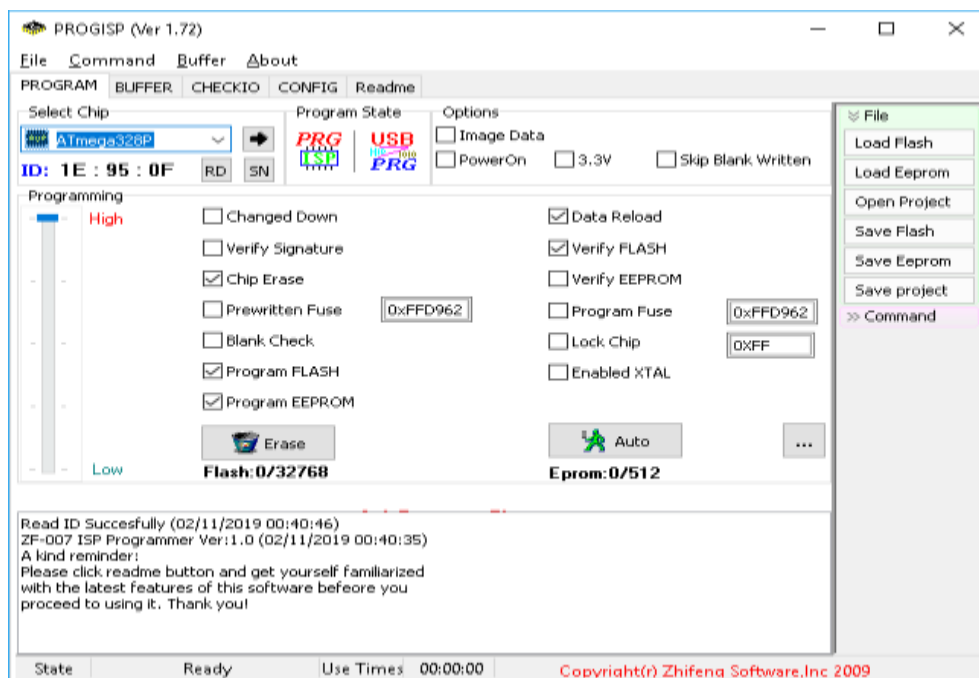 PROGISP (Ver 1.72)
File Command Buffer About
PROGRAM BUFFER CHECKIO CONFIG Readme
Select Chip
ATmega328P
ID: 1E : 95 : 0F RD SN
Program State
PRG ISP
USB PRG
Options
Image Data
PowerOn 3.3V Skip Blank Written
Programming
High
Low
Changed Down
Verify Signature
Chip Erase
Prewritten Fuse 0xFFD962
Blank Check
Program FLASH
Program EEPROM
Erase
Flash:0/32768
Data Reload
Verify FLASH
Verify EEPROM
Program Fuse 0xFFD962
Lock Chip 0XFF
Enabled XTAL
Auto ...
Eprom:0/512
File
Load Flash
Load Eeprom
Open Project
Save Flash
Save Eeprom
Save project
Command
Read ID Succesfully (02/11/2019 00:40:46)
ZF-007 ISP Programmer Ver:1.0 (02/11/2019 00:40:35)
A kind reminder:
Please click readme button and get yourself familiarized
with the latest features of this software befeore you
proceed to using it. Thank you!
State Ready Use Times 00:00:00 Copyright(r) Zhifeng Software,Inc 2009